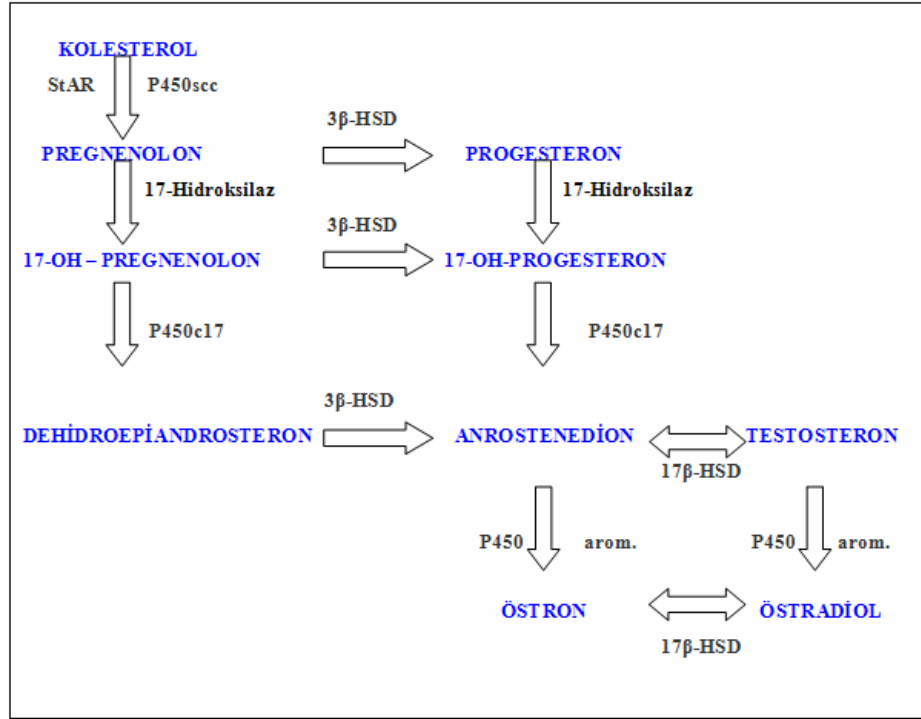 KOLESTEROL
StAR P450scc
3β-HSD
PREGNENOLON PROGESTERON
17-Hidroksilaz 17-Hidroksilaz
3β-HSD
17-OH – PREGNENOLON 17-OH-PROGESTERON
P450c17 P450c17
3β-HSD
DEHİDROEPİANDROSTERON ANROSTENEDİON TESTOSTERON
17β-HSD
P450 arom. P450 arom.
ÖSTRON ÖSTRADİOL
17β-HSD